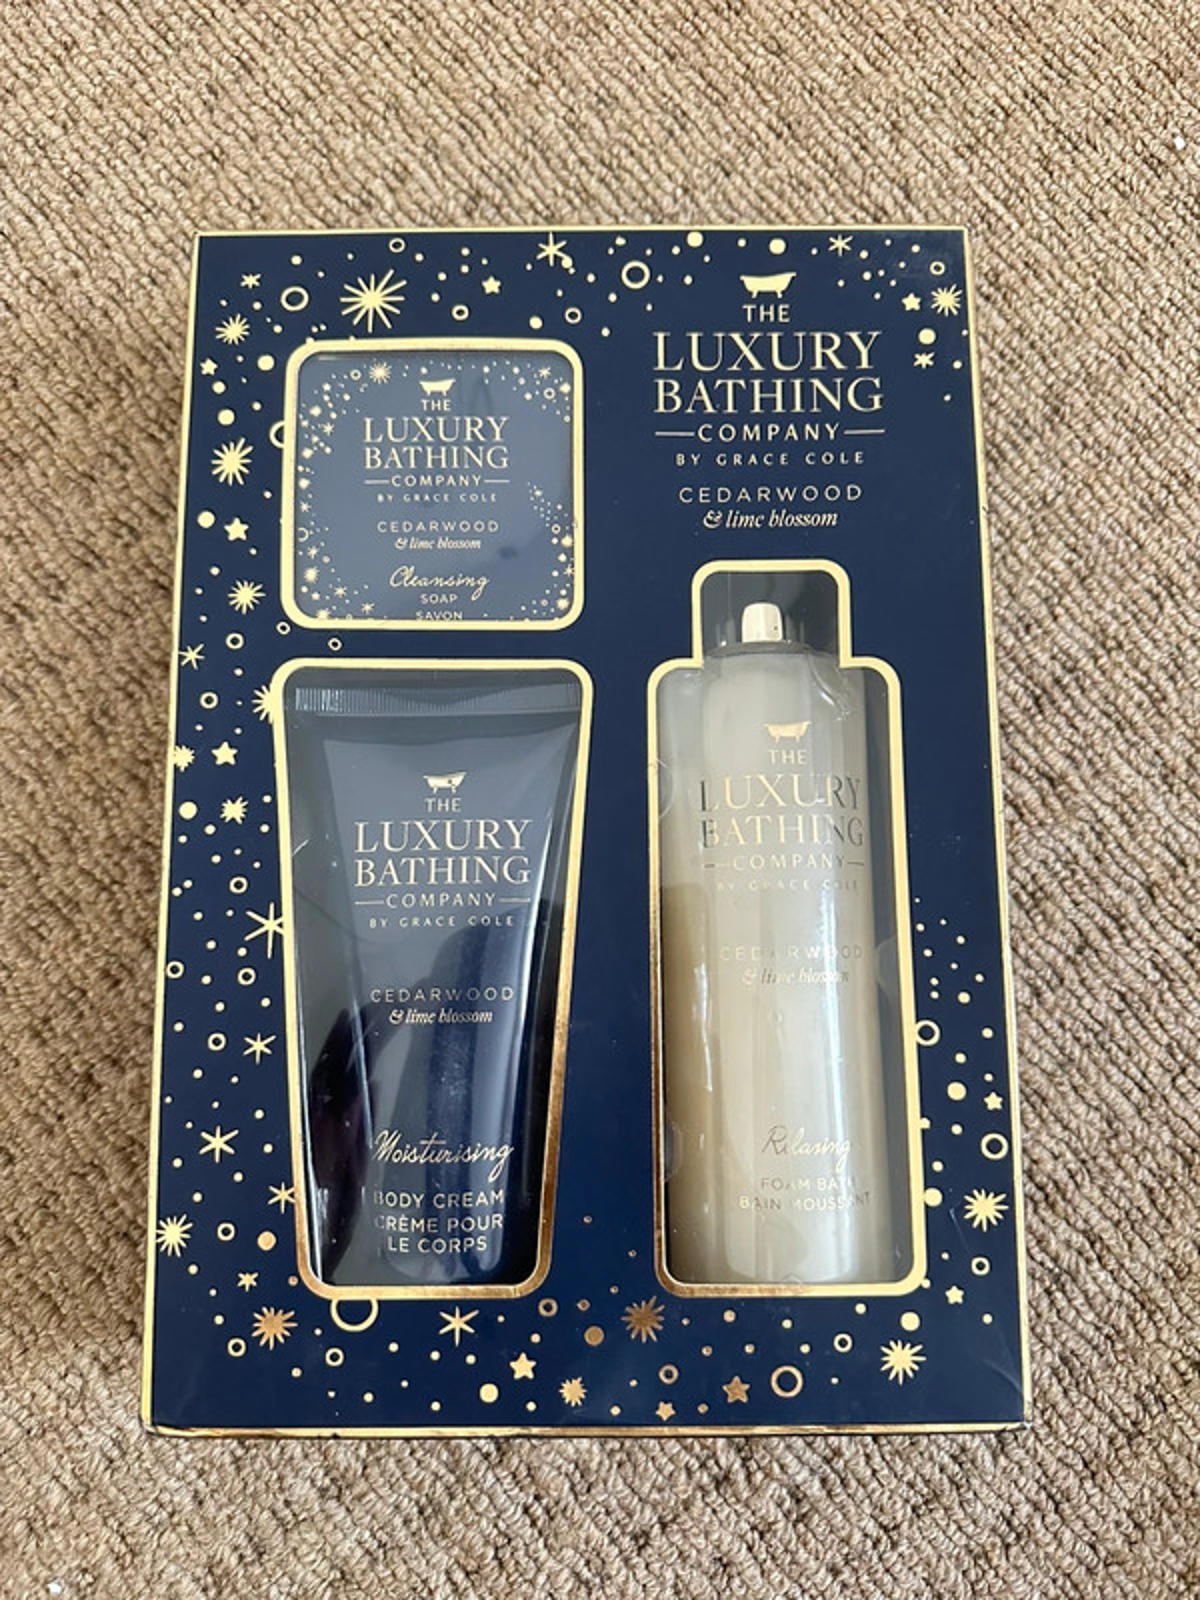 THE
LUXURY
BATHING
COMPANY
BY GRACE COLE
CEDARWOOD
& lime blossom
THE
LUXURY
BATHING
COMPANY
BY GRACE COLE
CEDARWOOD
& lime blossom
Cleansing
SOAP
SAVON
THE
LUXURY
BATHING
COMPANY
BY GRACE COLE
CEDARWOOD
& lime blossom
Moisturising
BODY CREAM
CRÈME POUR
LE CORPS
THE
LUXURY
BATHING
COMPANY
BY GRACE COLE
CEDARWOOD
& lime blossom
Relaxing
FOAM BATH
BAIN MOUSSANT